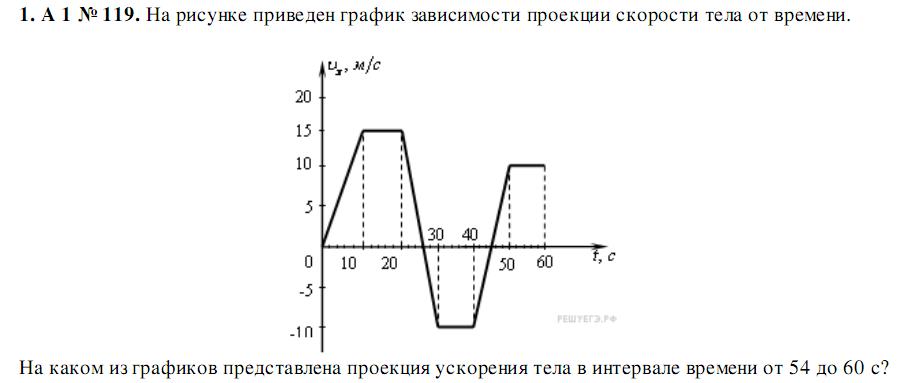 1. А 1 № 119. На рисунке приведен график зависимости проекции скорости тела от времени.
υₓ, м/с
20
15
10
5
30 40
0 10 20 50 60 t, с
-5
-10
РЕШУЕГЭ.РФ
На каком из графиков представлена проекция ускорения тела в интервале времени от 54 до 60 с?